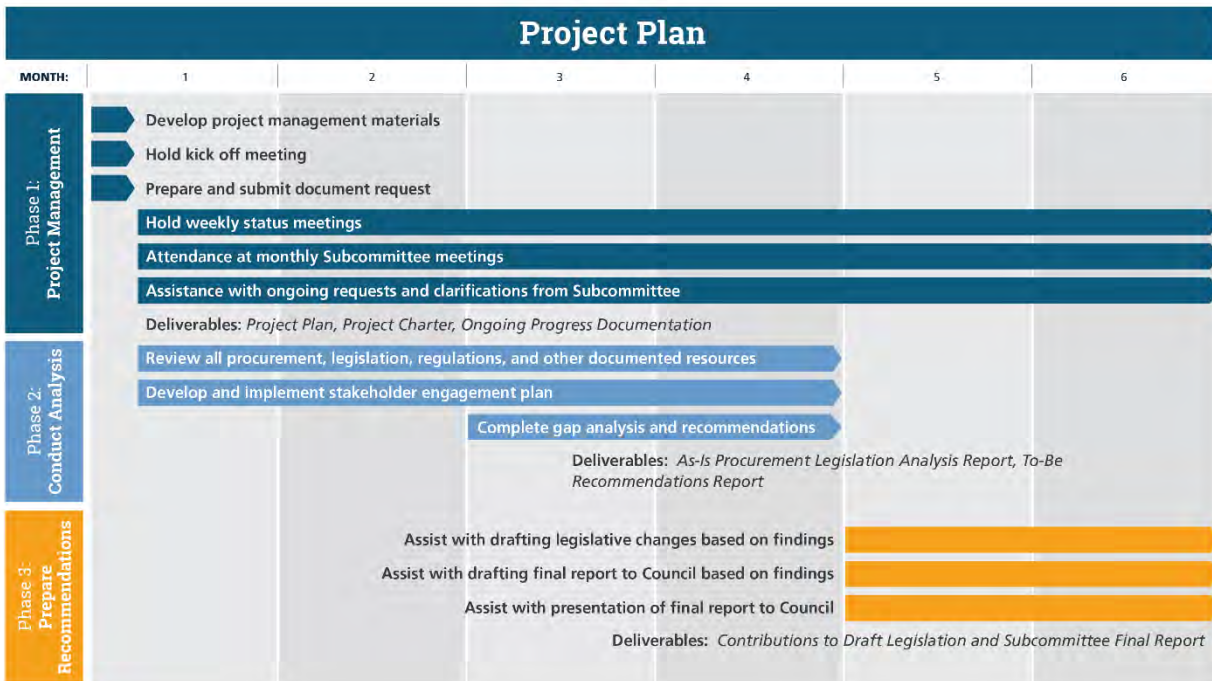 Project Plan
MONTH: 1 2 3 4 5 6
Phase 1:
Project Management
Develop project management materials
Hold kick off meeting
Prepare and submit document request
Hold weekly status meetings
Attendance at monthly Subcommittee meetings
Assistance with ongoing requests and clarifications from Subcommittee
Deliverables: Project Plan, Project Charter, Ongoing Progress Documentation
Phase 2:
Conduct Analysis
Review all procurement, legislation, regulations, and other documented resources
Develop and implement stakeholder engagement plan
Complete gap analysis and recommendations
Deliverables: As-Is Procurement Legislation Analysis Report, To-Be
Recommendations Report
Phase 3:
Prepare
Recommendations
Assist with drafting legislative changes based on findings
Assist with drafting final report to Council based on findings
Assist with presentation of final report to Council
Deliverables: Contributions to Draft Legislation and Subcommittee Final Report